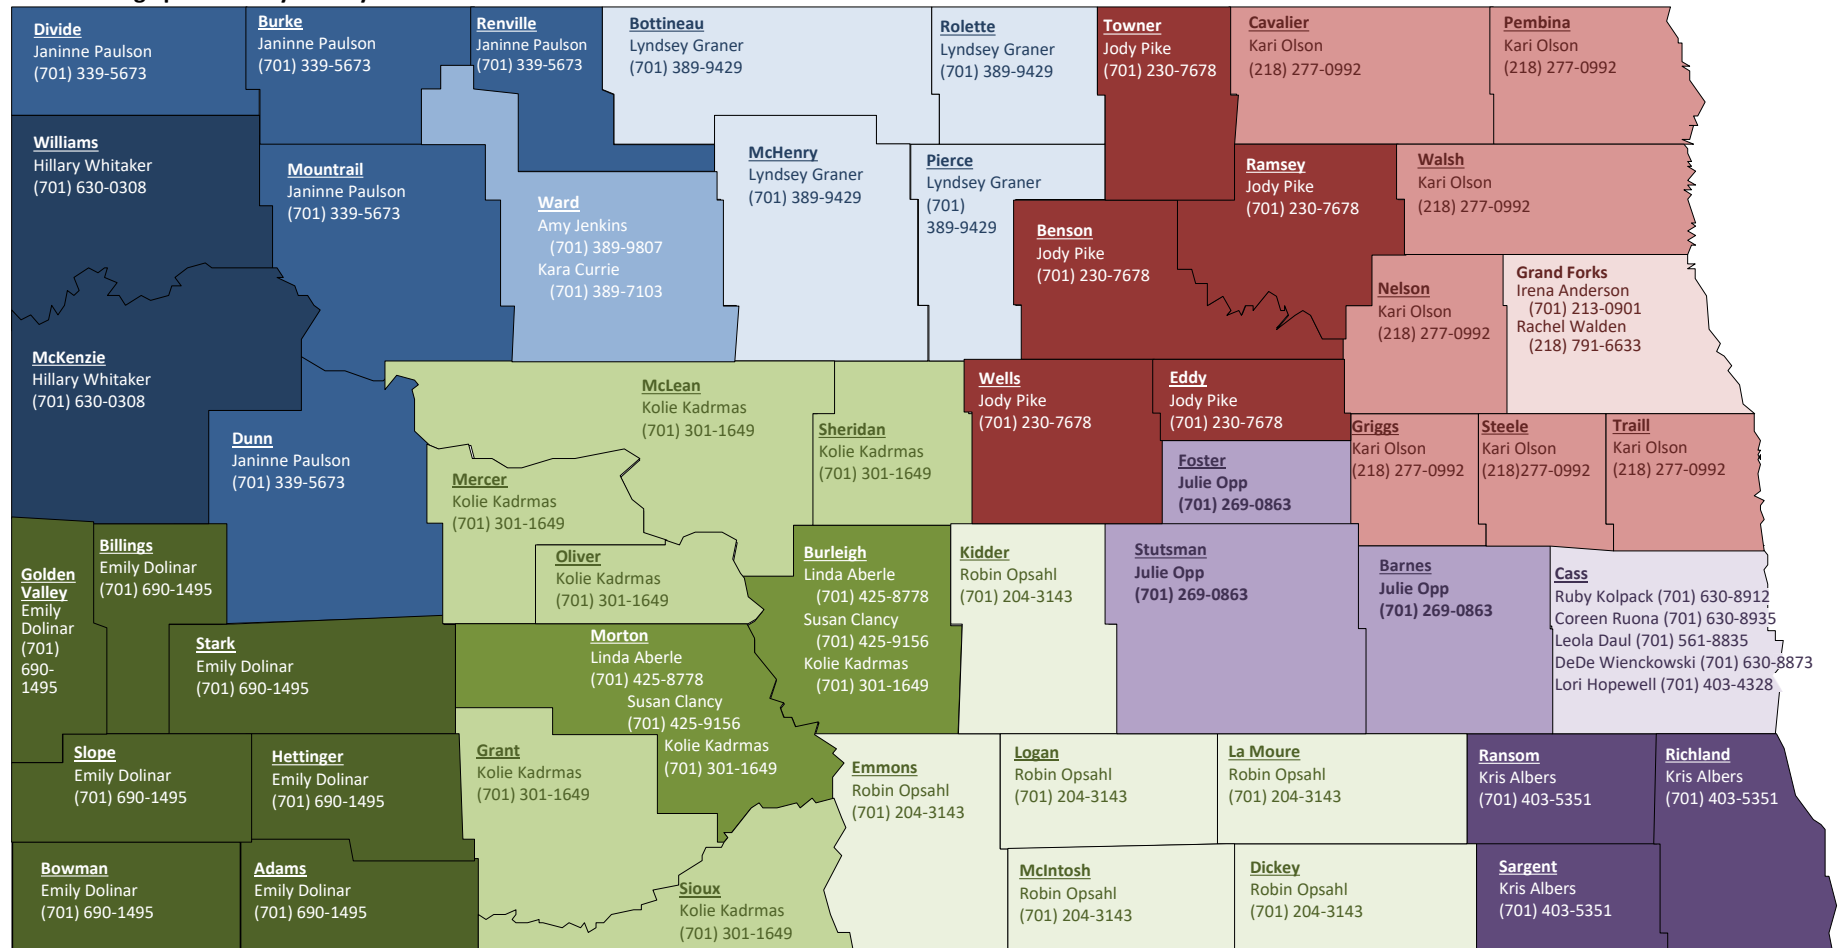 Divide
Janinne Paulson
(701) 339-5673
Burke
Janinne Paulson
(701) 339-5673
Renville
Janinne Paulson
(701) 339-5673
Bottineau
Lyndsey Graner
(701) 389-9429
Rolette
Lyndsey Graner
(701) 389-9429
Towner
Jody Pike
(701) 230-7678
Cavalier
Kari Olson
(218) 277-0992
Pembina
Kari Olson
(218) 277-0992
Williams
Hillary Whitaker
(701) 630-0308
Mountrail
Janinne Paulson
(701) 339-5673
Ward
Amy Jenkins
(701) 389-9807
Kara Currie
(701) 389-7103
McHenry
Lyndsey Graner
(701) 389-9429
Pierce
Lyndsey Graner
(701)
389-9429
Benson
Jody Pike
(701) 230-7678
Ramsey
Jody Pike
(701) 230-7678
Walsh
Kari Olson
(218) 277-0992
Nelson
Kari Olson
(218) 277-0992
Grand Forks
Irena Anderson
(701) 213-0901
Rachel Walden
(218) 791-6633
McKenzie
Hillary Whitaker
(701) 630-0308
Dunn
Janinne Paulson
(701) 339-5673
McLean
Kolie Kadrmas
(701) 301-1649
Sheridan
Kolie Kadrmas
(701) 301-1649
Wells
Jody Pike
(701) 230-7678
Eddy
Jody Pike
(701) 230-7678
Griggs
Kari Olson
(218) 277-0992
Steele
Kari Olson
(218)277-0992
Traill
Kari Olson
(218) 277-0992
Mercer
Kolie Kadrmas
(701) 301-1649
Foster
Julie Opp
(701) 269-0863
Golden
Valley
Emily
Dolinar
(701)
690-
1495
Billings
Emily Dolinar
(701) 690-1495
Oliver
Kolie Kadrmas
(701) 301-1649
Burleigh
Linda Aberle
(701) 425-8778
Susan Clancy
(701) 425-9156
Kolie Kadrmas
(701) 301-1649
Kidder
Robin Opsahl
(701) 204-3143
Stutsman
Julie Opp
(701) 269-0863
Barnes
Julie Opp
(701) 269-0863
Cass
Ruby Kolpack (701) 630-8912
Coreen Ruona (701) 630-8935
Leola Daul (701) 561-8835
DeDe Wienckowski (701) 630-8873
Lori Hopewell (701) 403-4328
Stark
Emily Dolinar
(701) 690-1495
Morton
Linda Aberle
(701) 425-8778
Susan Clancy
(701) 425-9156
Kolie Kadrmas
(701) 301-1649
Slope
Emily Dolinar
(701) 690-1495
Hettinger
Emily Dolinar
(701) 690-1495
Grant
Kolie Kadrmas
(701) 301-1649
Emmons
Robin Opsahl
(701) 204-3143
Logan
Robin Opsahl
(701) 204-3143
La Moure
Robin Opsahl
(701) 204-3143
Ransom
Kris Albers
(701) 403-5351
Richland
Kris Albers
(701) 403-5351
Bowman
Emily Dolinar
(701) 690-1495
Adams
Emily Dolinar
(701) 690-1495
Sioux
Kolie Kadrmas
(701) 301-1649
McIntosh
Robin Opsahl
(701) 204-3143
Dickey
Robin Opsahl
(701) 204-3143
Sargent
Kris Albers
(701) 403-5351